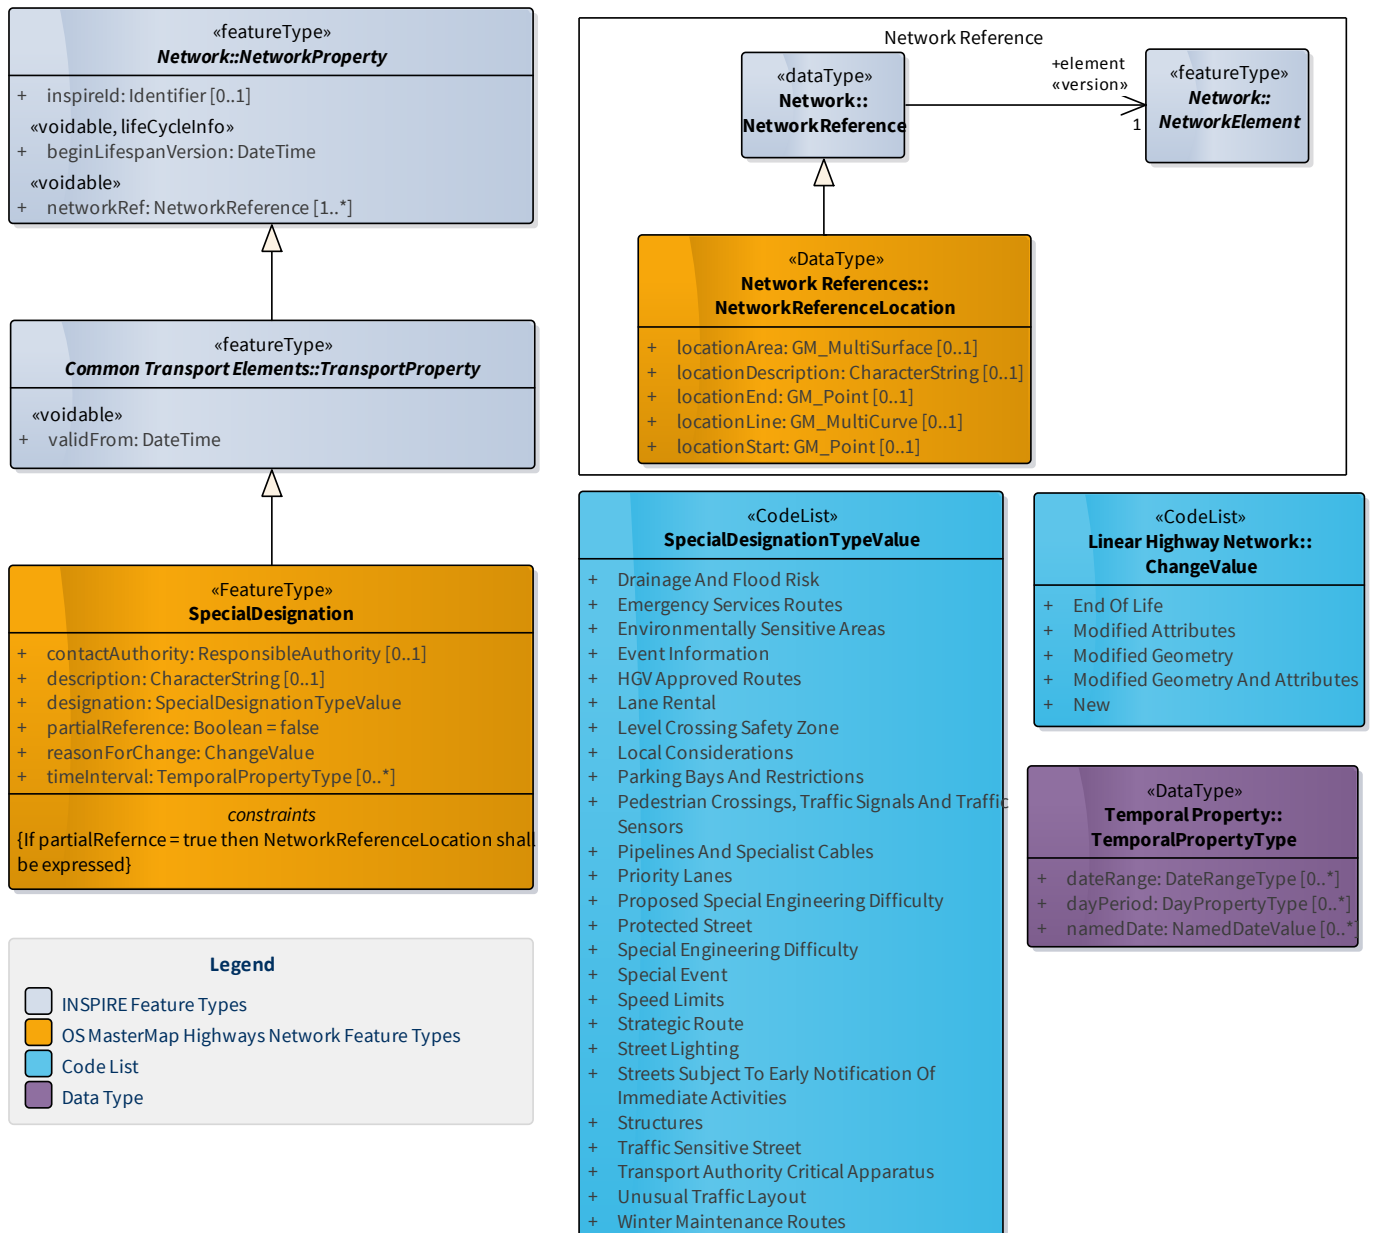 «featureType»
Network::NetworkProperty
+ inspireId: Identifier [0..1]
«voidable, lifeCycleInfo»
+ beginLifespanVersion: DateTime
«voidable»
+ networkRef: NetworkReference [1..*]
«featureType»
Common Transport Elements::TransportProperty
«voidable»
+ validFrom: DateTime
«FeatureType»
SpecialDesignation
+ contactAuthority: ResponsibleAuthority [0..1]
+ description: CharacterString [0..1]
+ designation: SpecialDesignationTypeValue
+ partialReference: Boolean = false
+ reasonForChange: ChangeValue
+ timeInterval: TemporalPropertyType [0..*]
constraints
{If partialRefernce = true then NetworkReferenceLocation shall
be expressed}
Legend
INSPIRE Feature Types
OS MasterMap Highways Network Feature Types
Code List
Data Type
Network Reference
«dataType»
Network::
NetworkReference
+element
«version»
1
«featureType»
Network::
NetworkElement
«DataType»
Network References::
NetworkReferenceLocation
+ locationArea: GM_MultiSurface [0..1]
+ locationDescription: CharacterString [0..1]
+ locationEnd: GM_Point [0..1]
+ locationLine: GM_MultiCurve [0..1]
+ locationStart: GM_Point [0..1]
«CodeList»
SpecialDesignationTypeValue
+ Drainage And Flood Risk
+ Emergency Services Routes
+ Environmentally Sensitive Areas
+ Event Information
+ HGV Approved Routes
+ Lane Rental
+ Level Crossing Safety Zone
+ Local Considerations
+ Parking Bays And Restrictions
+ Pedestrian Crossings, Traffic Signals And Traffic
Sensors
+ Pipelines And Specialist Cables
+ Priority Lanes
+ Proposed Special Engineering Difficulty
+ Protected Street
+ Special Engineering Difficulty
+ Special Event
+ Speed Limits
+ Strategic Route
+ Street Lighting
+ Streets Subject To Early Notification Of
Immediate Activities
+ Structures
+ Traffic Sensitive Street
+ Transport Authority Critical Apparatus
+ Unusual Traffic Layout
+ Winter Maintenance Routes
«CodeList»
Linear Highway Network::
ChangeValue
+ End Of Life
+ Modified Attributes
+ Modified Geometry
+ Modified Geometry And Attributes
+ New
«DataType»
Temporal Property::
TemporalPropertyType
+ dateRange: DateRangeType [0..*]
+ dayPeriod: DayPropertyType [0..*]
+ namedDate: NamedDateValue [0..*]